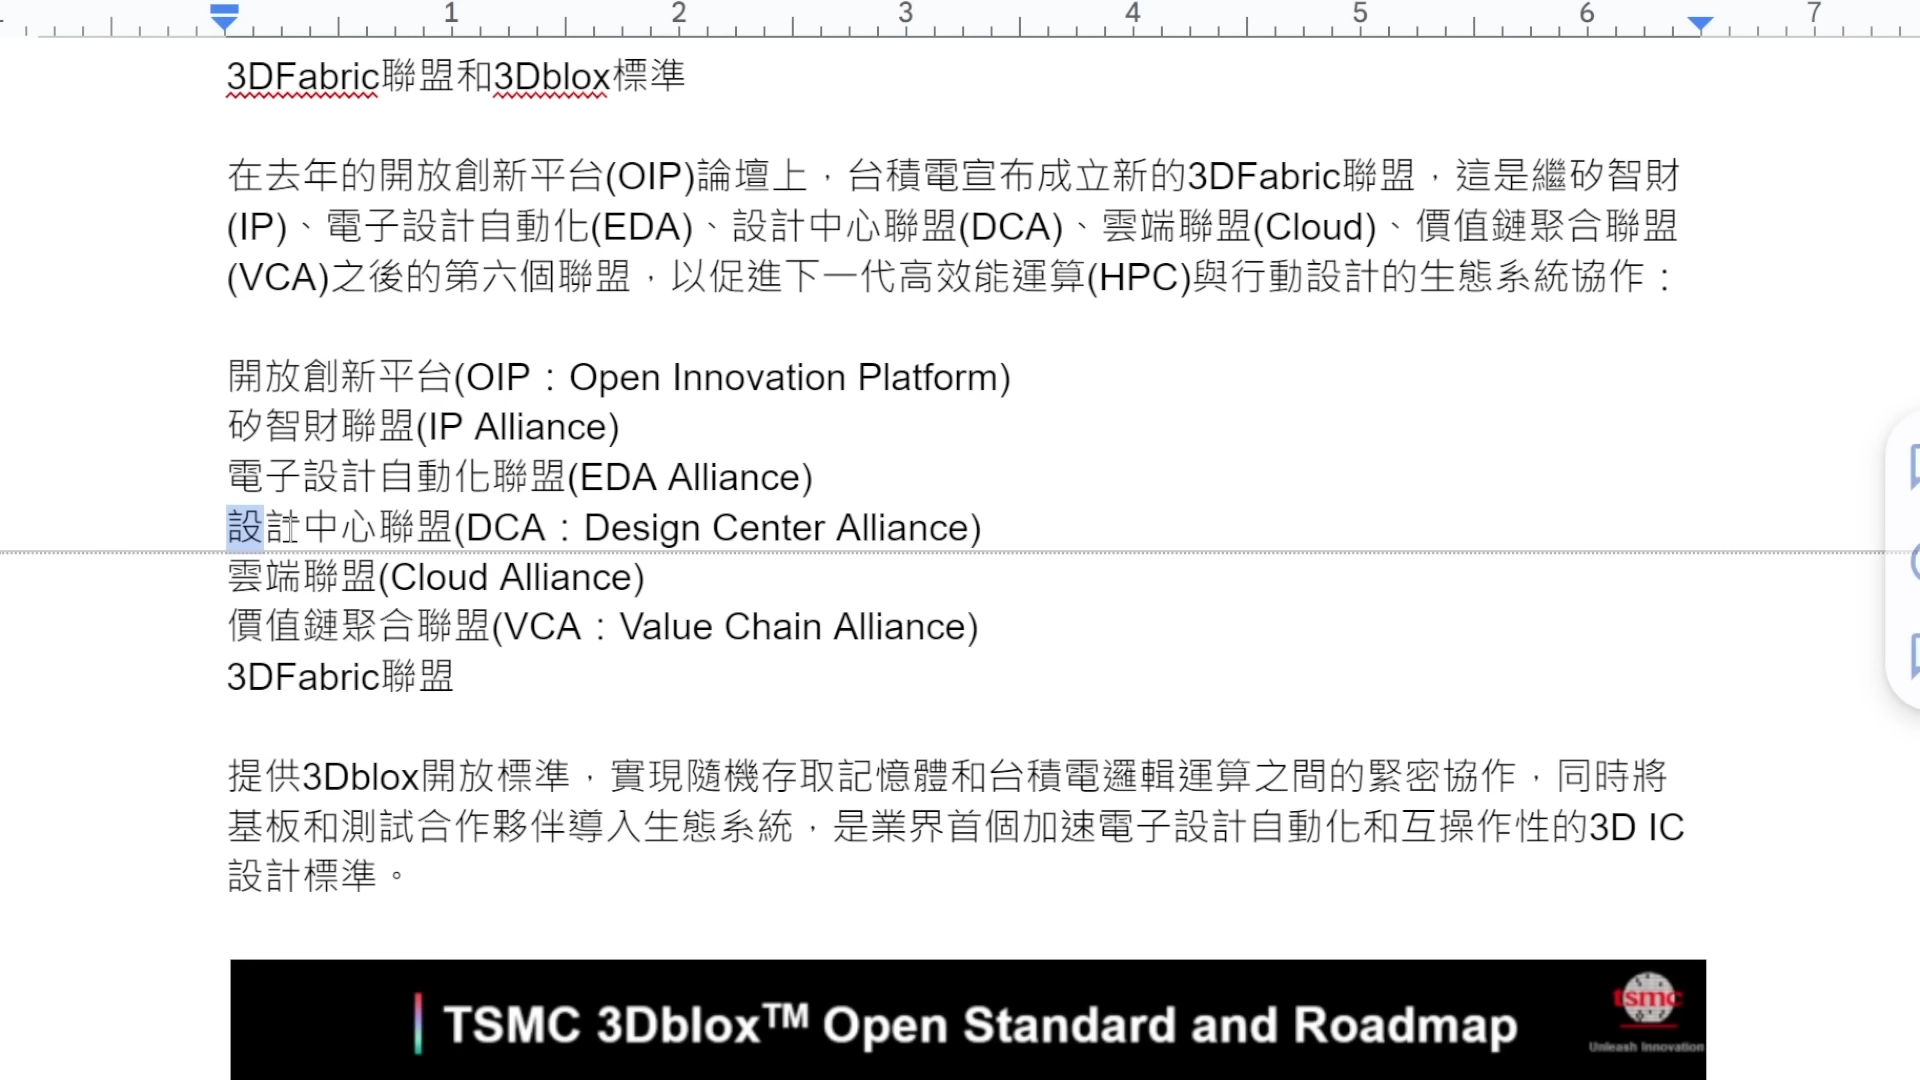 1 2 3 4 5 6 7
3DFabric聯盟和3Dblox標準
在去年的開放創新平台(OIP)論壇上，台積電宣布成立新的3DFabric聯盟，這是繼矽智財
(IP)、電子設計自動化(EDA)、設計中心聯盟(DCA)、雲端聯盟(Cloud)、價值鏈聚合聯盟
(VCA)之後的第六個聯盟，以促進下一代高效能運算(HPC)與行動設計的生態系統協作：
開放創新平台(OIP：Open Innovation Platform)
矽智財聯盟(IP Alliance)
電子設計自動化聯盟(EDA Alliance)
設計中心聯盟(DCA：Design Center Alliance)
雲端聯盟(Cloud Alliance)
價值鏈聚合聯盟(VCA：Value Chain Alliance)
3DFabric聯盟
提供3Dblox開放標準，實現隨機存取記憶體和台積電邏輯運算之間的緊密協作，同時將
基板和測試合作夥伴導入生態系統，是業界首個加速電子設計自動化和互操作性的3D IC
設計標準。
TSMC 3Dblox™ Open Standard and Roadmap
tsmc
Unleash Innovation